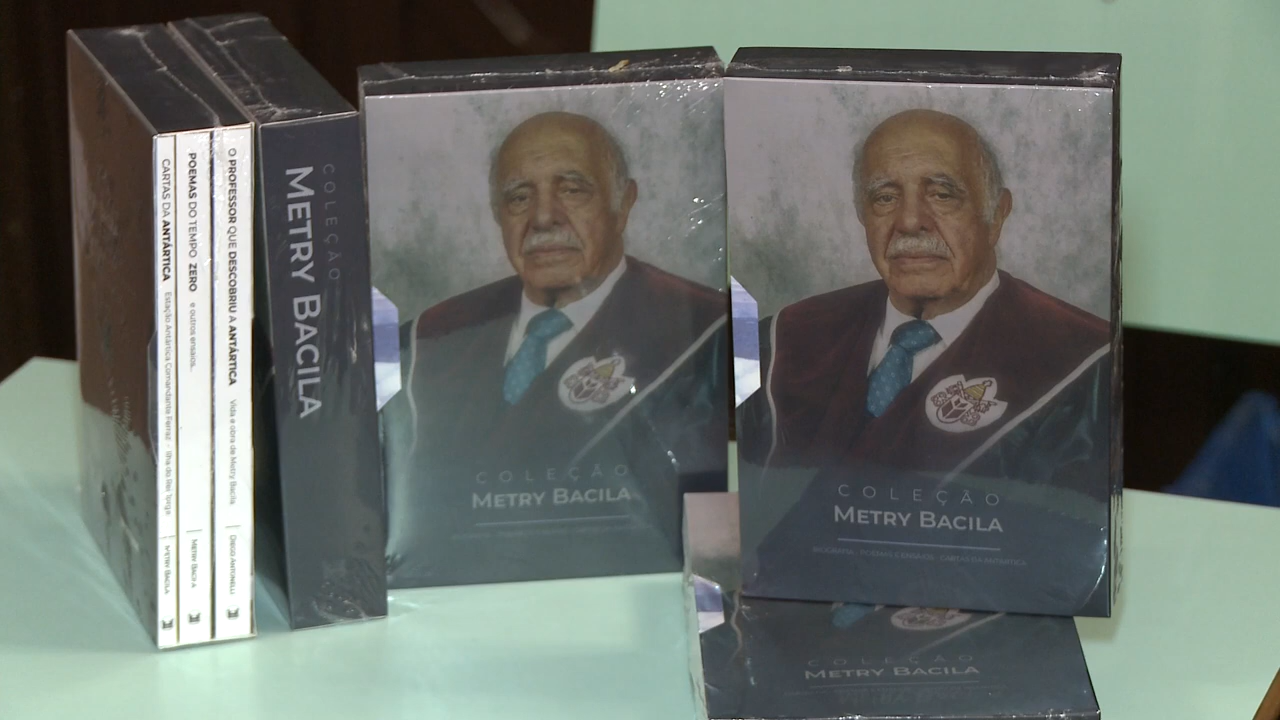 CARTAS DA ANTÁRTICA Estação Antártica Comandante Ferraz - Ilha do Rei Jorge METRY BACILA
POEMAS DO TEMPO ZERO e outros ensaios... METRY BACILA
O PROFESSOR QUE DESCOBRIU A ANTÁRTICA Vida e obra de Metry Bacila DIEGO ANTONELLI
COLEÇÃO
METRY BACILA
COLEÇÃO
METRY BACILA
COLEÇÃO
METRY BACILA
BIOGRAFIA · POEMAS E ENSAIOS · CARTAS DA ANTÁRTICA
COLEÇÃO
METRY BACILA